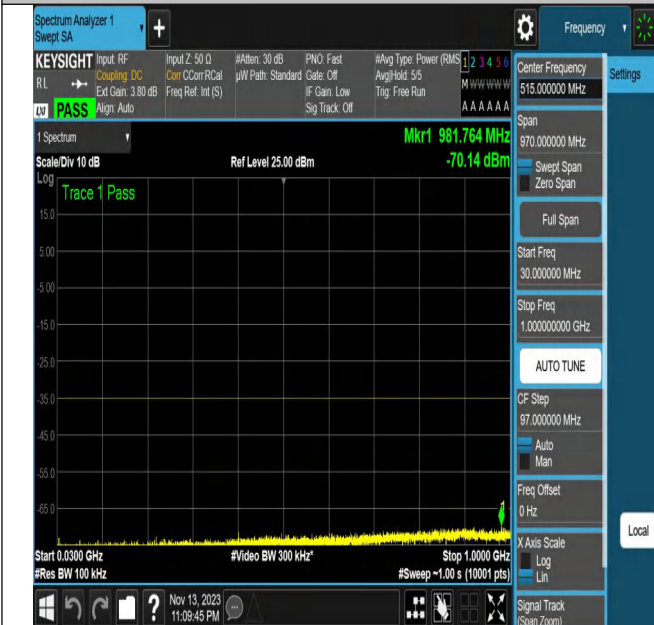 Spectrum Analyzer 1
Swept SA
+
Frequency
KEYSIGHT
RL
LXI
PASS
Input: RF
Coupling: DC
Ext Gain: 3.80 dB
Align: Auto
Input Z: 50 Ω
Corr CCorr RCal
Freq Ref: Int (S)
#Atten: 30 dB
µW Path: Standard
PNO: Fast
Gate: Off
IF Gain: Low
Sig Track: Off
#Avg Type: Power (RMS
Avg|Hold: 5/5
Trig: Free Run
1 2 3 4 5 6
M W W W W W
A A A A A A
1 Spectrum
Scale/Div 10 dB
Ref Level 25.00 dBm
Mkr1 981.764 MHz
-70.14 dBm
Log
Trace 1 Pass
15.0
5.00
-5.00
-15.0
-25.0
-35.0
-45.0
-55.0
-65.0
1
Start 0.0300 GHz
#Video BW 300 kHz*
Stop 1.0000 GHz
#Res BW 100 kHz
#Sweep ~1.00 s (10001 pts)
?
Nov 13, 2023
11:09:45 PM
Center Frequency
515.000000 MHz
Settings
Span
970.000000 MHz
Swept Span
Zero Span
Full Span
Start Freq
30.000000 MHz
Stop Freq
1.000000000 GHz
AUTO TUNE
CF Step
97.000000 MHz
Auto
Man
Freq Offset
0 Hz
Local
X Axis Scale
Log
Lin
Signal Track
(Span Zoom)